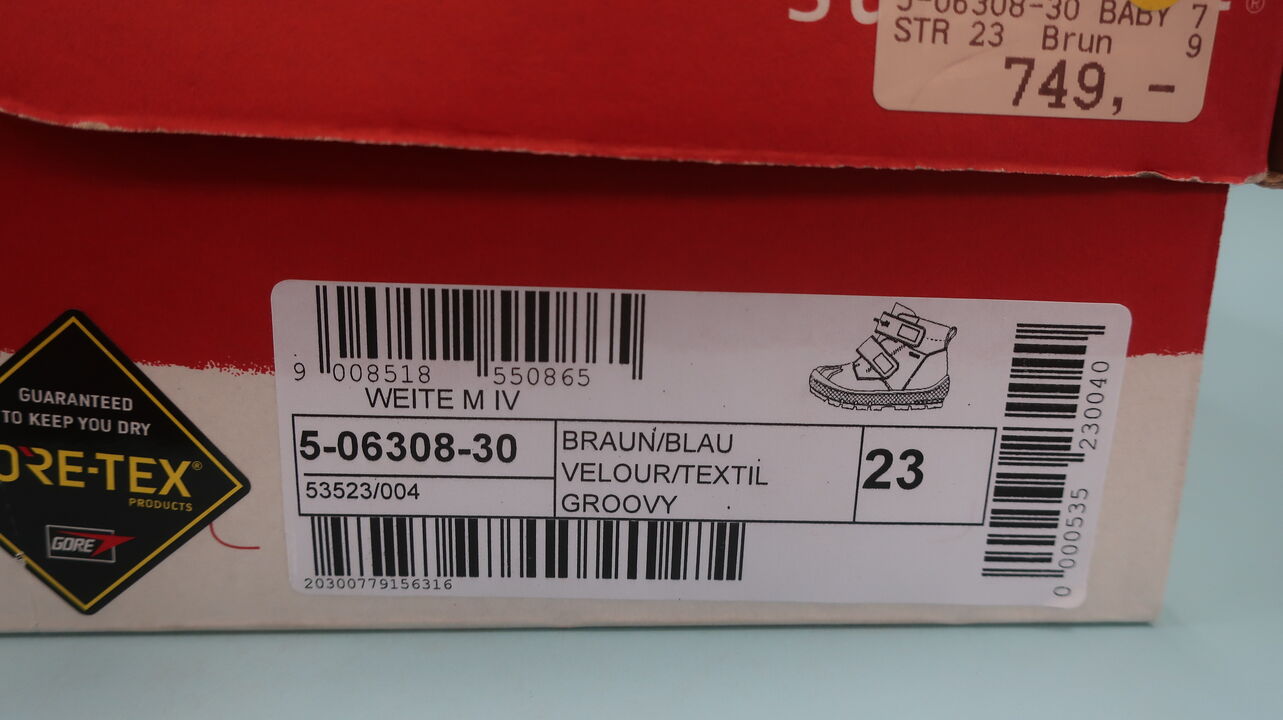 5-06308-30 BABY 7
STR 23 Brun 9
749,-
GUARANTEED
TO KEEP YOU DRY
GORE-TEX®
PRODUCTS
GORE
9 008518 550865
WEITE M IV
5-06308-30
53523/004
BRAUN/BLAU
VELOUR/TEXTIL
GROOVY
23
20300779156316
0 000535 230040